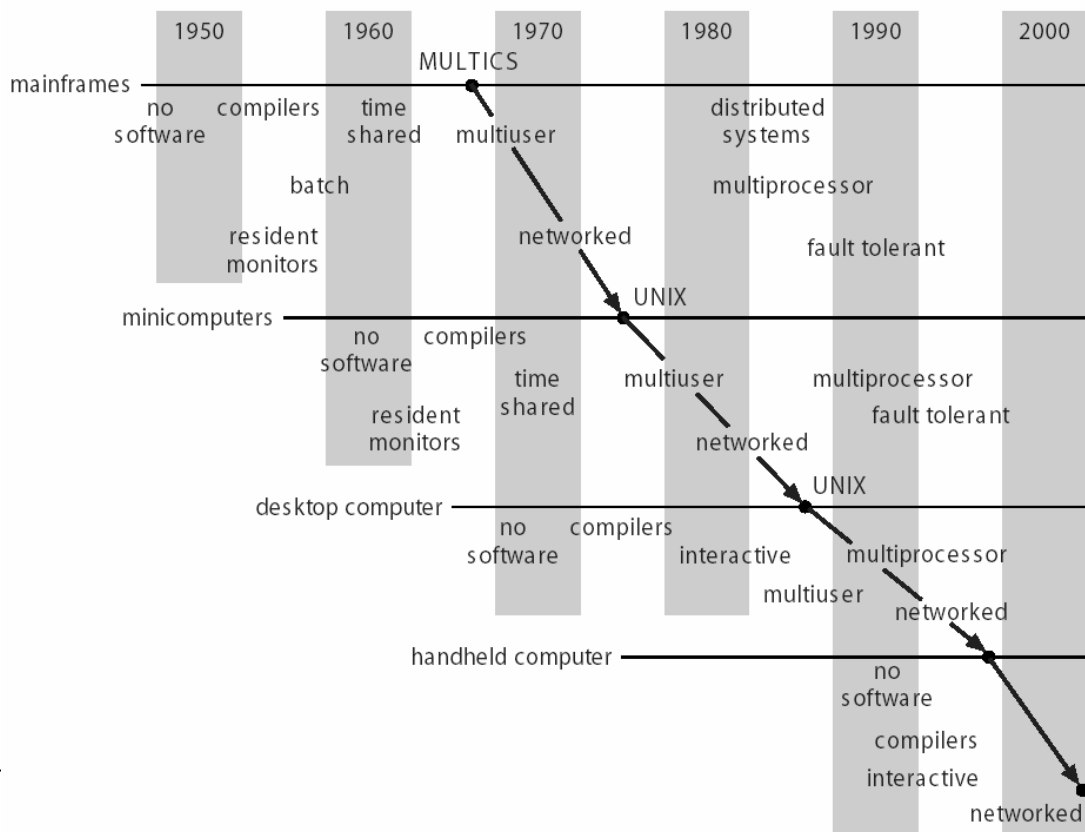 1950 1960 1970 1980 1990 2000
MULTICS
mainframes
no compilers time distributed
software shared multiuser systems
batch multiprocessor
resident networked fault tolerant
monitors
UNIX
minicomputers
no compilers
software
time multiuser multiprocessor
shared
resident fault tolerant
monitors networked
UNIX
desktop computer
no compilers
software interactive multiprocessor
multiuser
networked
handheld computer
no
software
compilers
interactive
networked